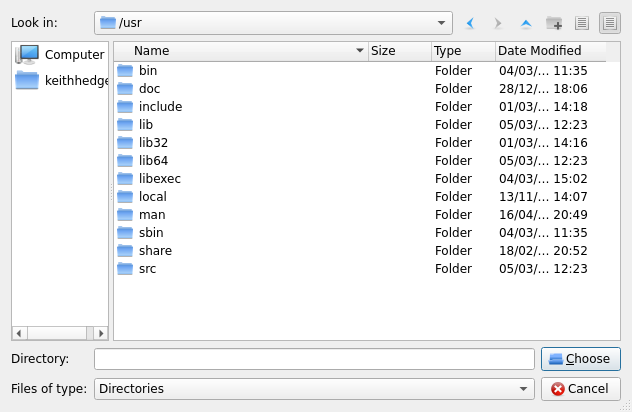 Look in: /usr
Computer
keithhedge
Name Size Type Date Modified
bin Folder 04/03/... 11:35
doc Folder 28/12/... 18:06
include Folder 01/03/... 14:18
lib Folder 05/03/... 12:23
lib32 Folder 01/03/... 14:16
lib64 Folder 05/03/... 12:23
libexec Folder 04/03/... 15:02
local Folder 13/11/... 14:07
man Folder 16/04/... 20:49
sbin Folder 04/03/... 11:35
share Folder 18/02/... 20:52
src Folder 05/03/... 12:23
Directory: Choose
Files of type: Directories Cancel